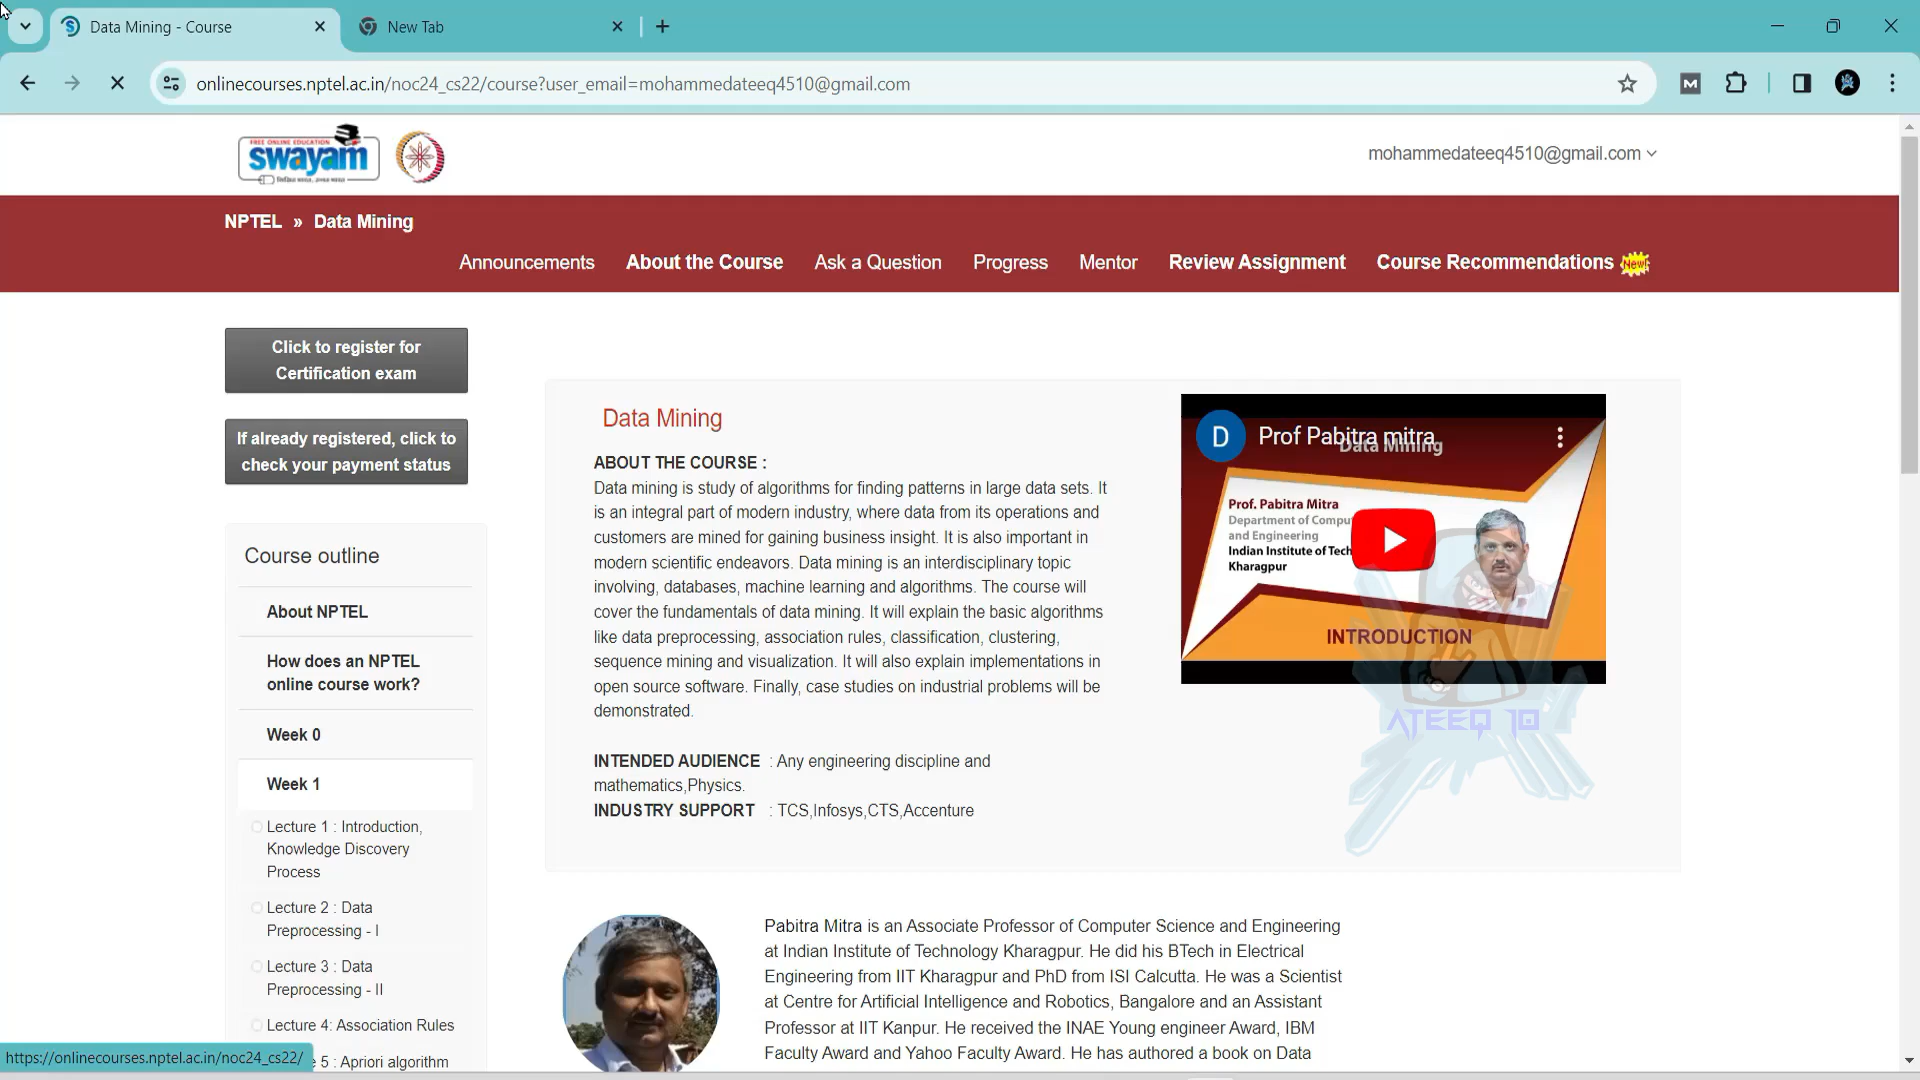 Data Mining - Course
New Tab
onlinecourses.nptel.ac.in/noc24_cs22/course?user_email=mohammedateeq4510@gmail.com
FREE ONLINE EDUCATION
swayam
mohammedateeq4510@gmail.com
NPTEL » Data Mining
Announcements About the Course Ask a Question Progress Mentor Review Assignment Course Recommendations New!
Click to register for
Certification exam
If already registered, click to
check your payment status
Course outline
About NPTEL
How does an NPTEL
online course work?
Week 0
Week 1
Lecture 1 : Introduction,
Knowledge Discovery
Process
Lecture 2 : Data
Preprocessing - I
Lecture 3 : Data
Preprocessing - II
Lecture 4: Association Rules
5 : Apriori algorithm
https://onlinecourses.nptel.ac.in/noc24_cs22/
Data Mining
ABOUT THE COURSE :
Data mining is study of algorithms for finding patterns in large data sets. It
is an integral part of modern industry, where data from its operations and
customers are mined for gaining business insight. It is also important in
modern scientific endeavors. Data mining is an interdisciplinary topic
involving, databases, machine learning and algorithms. The course will
cover the fundamentals of data mining. It will explain the basic algorithms
like data preprocessing, association rules, classification, clustering,
sequence mining and visualization. It will also explain implementations in
open source software. Finally, case studies on industrial problems will be
demonstrated.
INTENDED AUDIENCE : Any engineering discipline and
mathematics,Physics.
INDUSTRY SUPPORT : TCS,Infosys,CTS,Accenture
D Prof Pabitra mitra
Data Mining
Prof. Pabitra Mitra
Department of Compu
and Engineering
Indian Institute of Tech
Kharagpur
INTRODUCTION
ATEEQ 10
Pabitra Mitra is an Associate Professor of Computer Science and Engineering
at Indian Institute of Technology Kharagpur. He did his BTech in Electrical
Engineering from IIT Kharagpur and PhD from ISI Calcutta. He was a Scientist
at Centre for Artificial Intelligence and Robotics, Bangalore and an Assistant
Professor at IIT Kanpur. He received the INAE Young engineer Award, IBM
Faculty Award and Yahoo Faculty Award. He has authored a book on Data